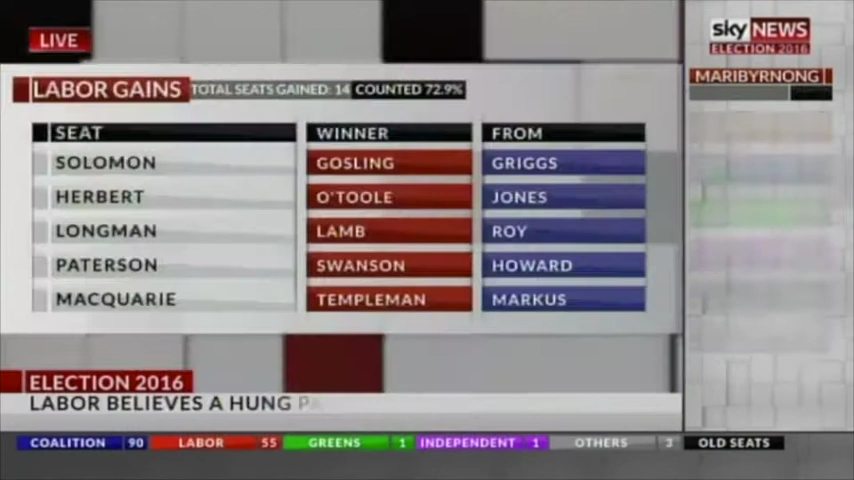 LIVE
sky NEWS
ELECTION 2016
LABOR GAINS TOTAL SEATS GAINED: 14 COUNTED 72.9%
MARIBYRNONG
SEAT WINNER FROM
SOLOMON GOSLING GRIGGS
HERBERT O'TOOLE JONES
LONGMAN LAMB ROY
PATERSON SWANSON HOWARD
MACQUARIE TEMPLEMAN MARKUS
ELECTION 2016
LABOR BELIEVES A HUNG PA
COALITION 90 LABOR 55 GREENS 1 INDEPENDENT 1 OTHERS 3 OLD SEATS